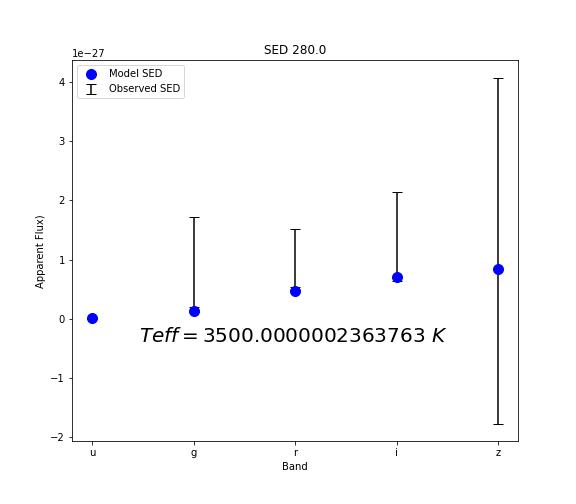 SED 280.0
1e−27
Model SED
Observed SED
4
3
2
1
0
−1
−2
Apparent Flux)
Teff = 3500.0000002363763 K
u g r i z
Band